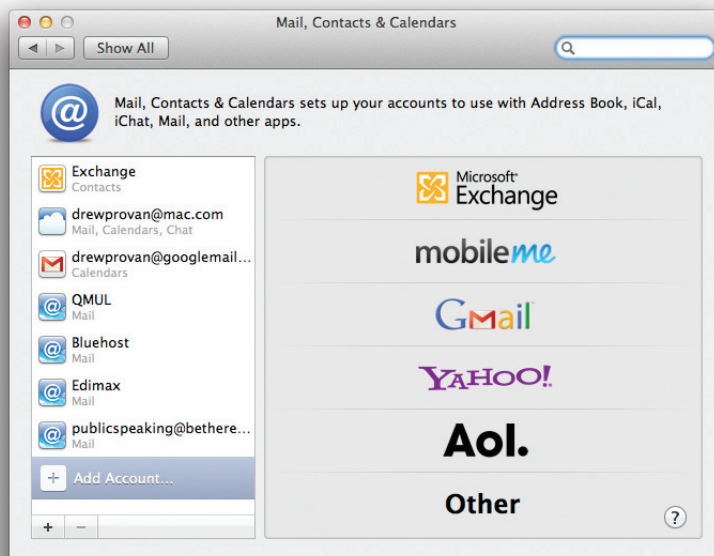 Mail, Contacts & Calendars
Show All
Mail, Contacts & Calendars sets up your accounts to use with Address Book, iCal,
iChat, Mail, and other apps.
Exchange
Contacts
drewprovan@mac.com
Mail, Calendars, Chat
drewprovan@googlemail...
Calendars
QMUL
Mail
Bluehost
Mail
Edimax
Mail
publicspeaking@bethere...
Mail
+ Add Account...
+ −
Microsoft®
Exchange
mobileme
Gmail
YAHOO!
Aol.
Other
?